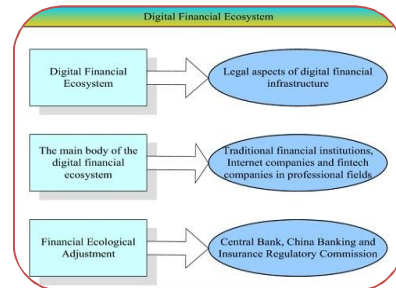 Digital Financial Ecosystem
Digital Financial
Ecosystem
Legal aspects of digital financial
infrastructure
The main body of the
digital financial
ecosystem
Traditional financial institutions,
Internet companies and fintech
companies in professional fields
Financial Ecological
Adjustment
Central Bank, China Banking and
Insurance Regulatory Commission